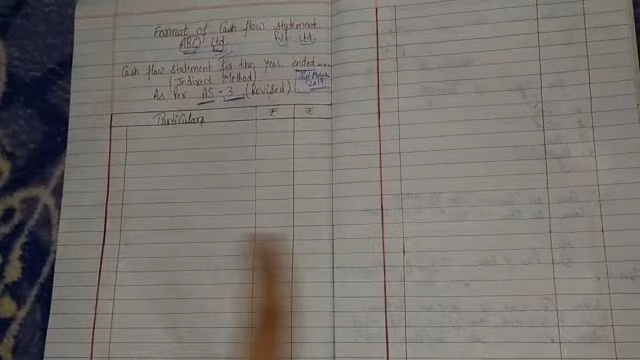 Format of Cash flow statement.
ABC Ltd. Ltd.
Cash flow statement for the year ended....
(Indirect Method)
As Per AS-3 (Revised)
Particulars ₹ ₹